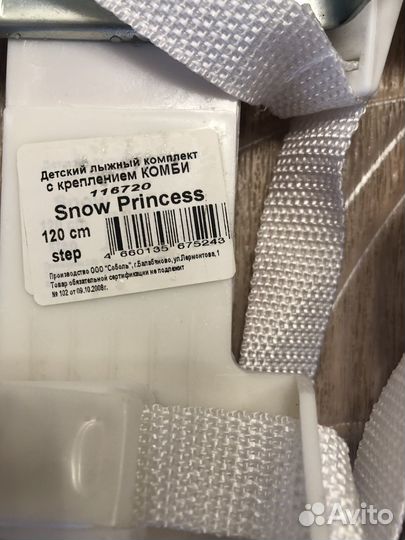 Детский лыжный комплект
с креплением КОМБИ
116720
Snow Princess
120 cm
step
4 660135 675243
Производство ООО "Соболь", г.Балабаново, ул.Лермонтова, 1
Товар обязательной сертификации не подлежит
№ 102 от 09.10.2008г.
Avito